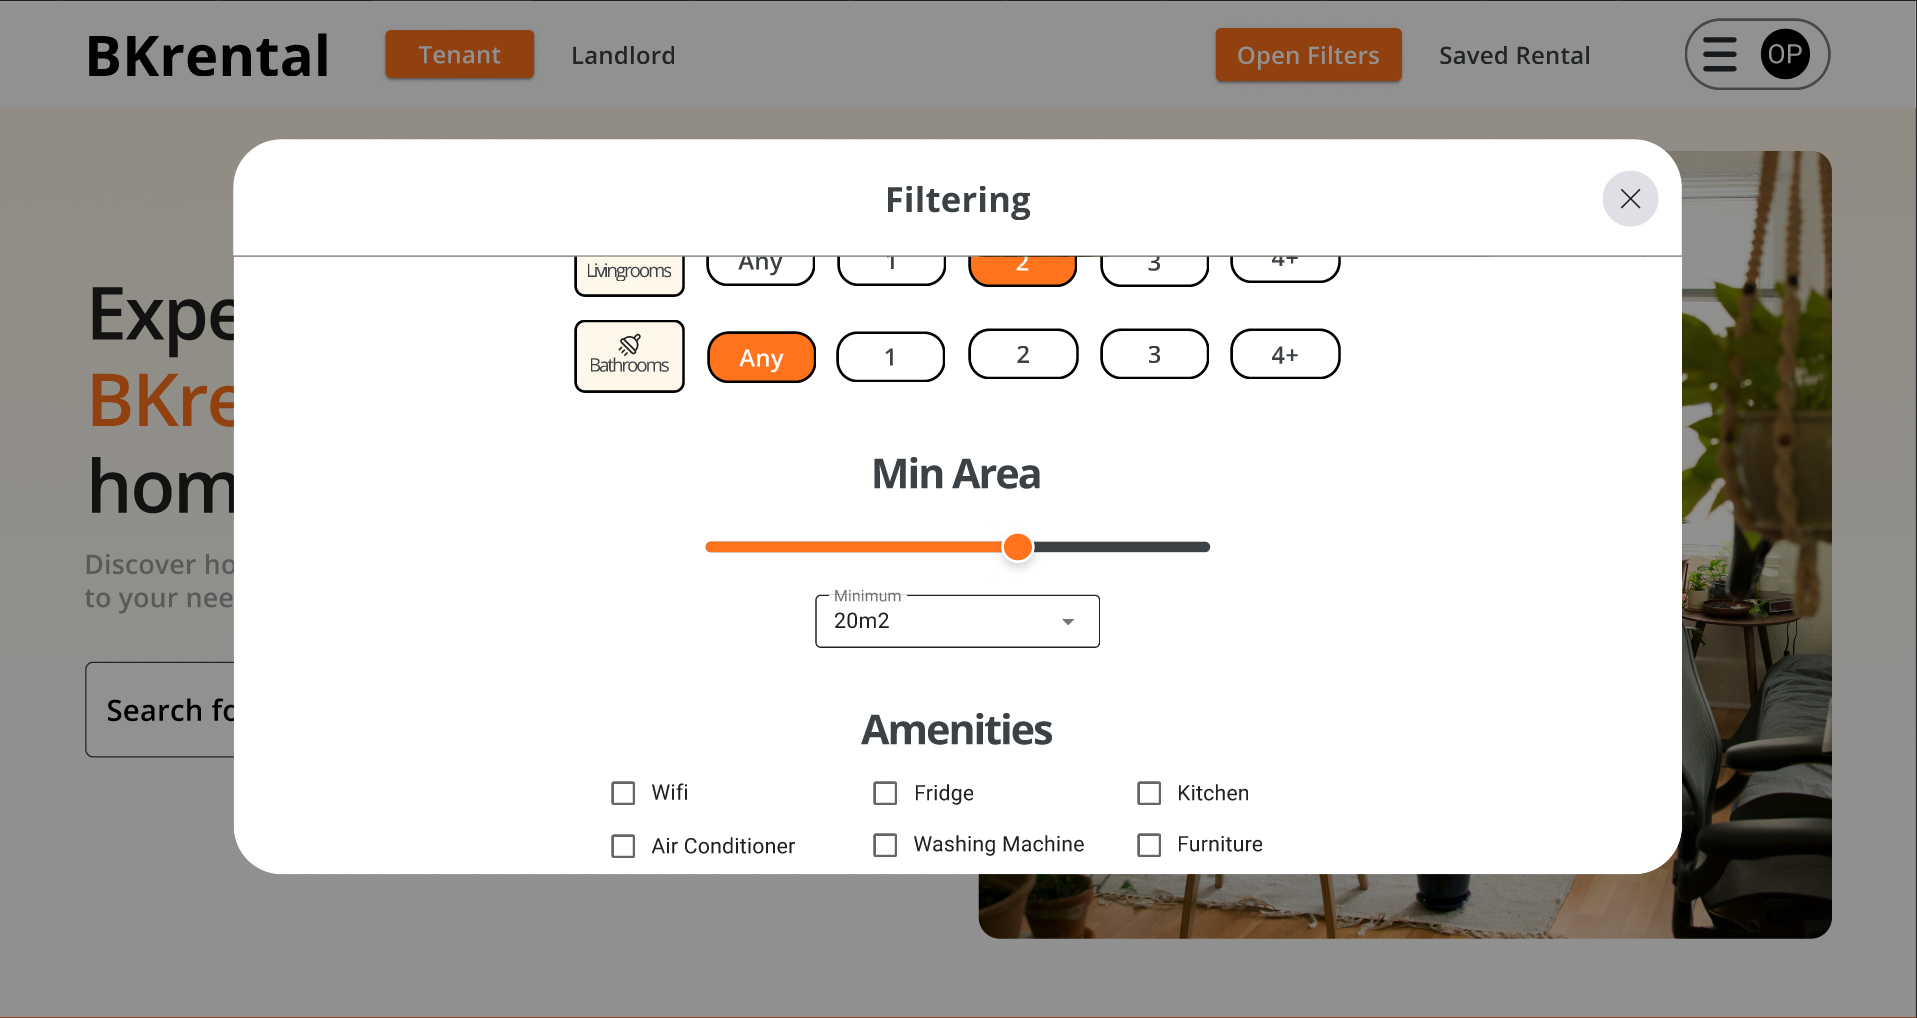 BKrental
Tenant
Landlord
Open Filters
Saved Rental
OP
Filtering
Livingrooms
Any
1
2
3
4+
Bathrooms
Any
1
2
3
4+
Expe
BKre
hom
Discover ho
to your nee
Search fo
Min Area
Minimum
20m2
Amenities
Wifi
Fridge
Kitchen
Air Conditioner
Washing Machine
Furniture